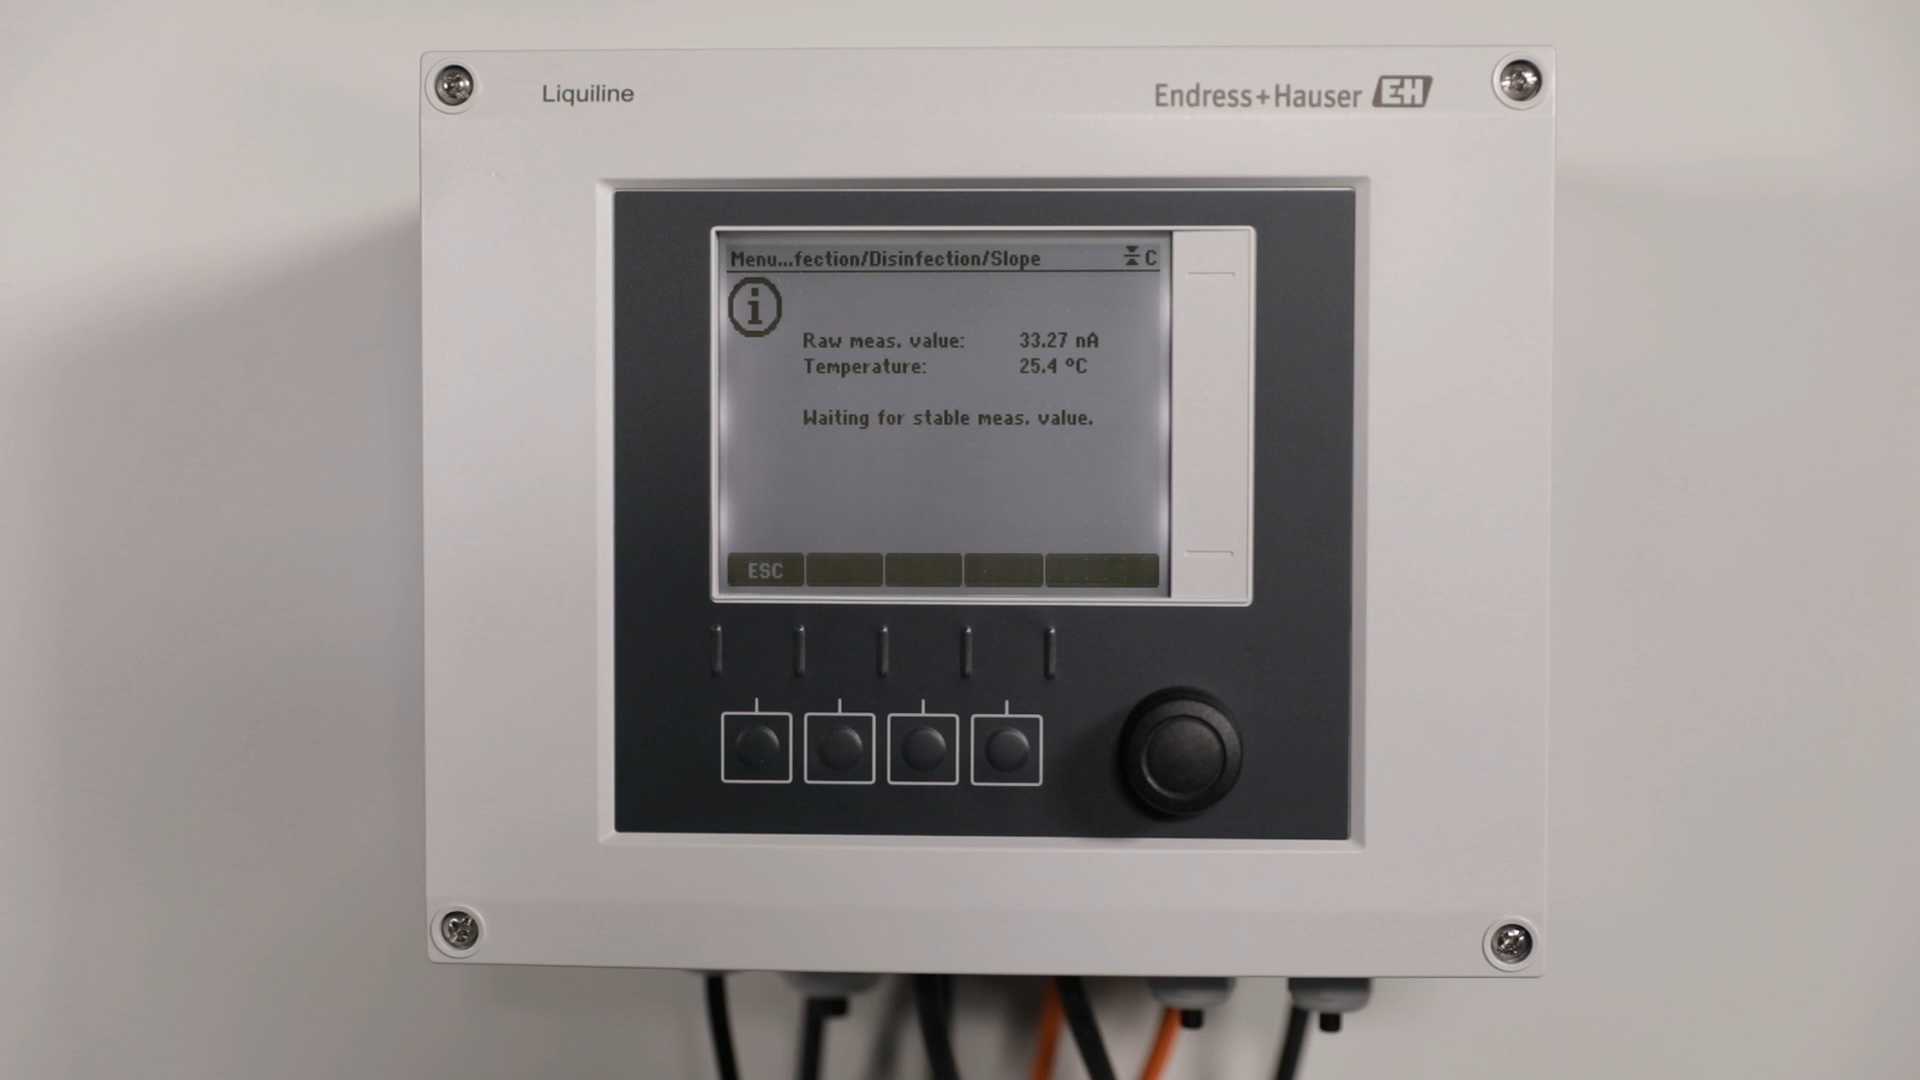 Liquiline
Endress+Hauser EH
Menu...fection/Disinfection/Slope C
i
Raw meas. value: 33.27 nA
Temperature: 25.4 °C
Waiting for stable meas. value.
ESC